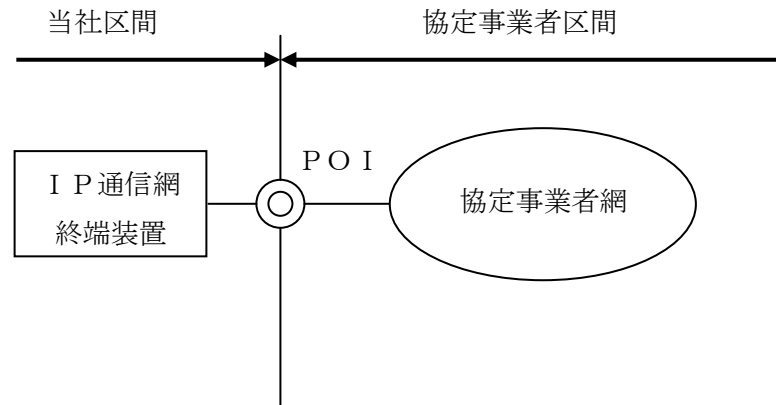 当社区間
協定事業者区間
ＰＯＩ
ＩＰ通信網
終端装置
協定事業者網